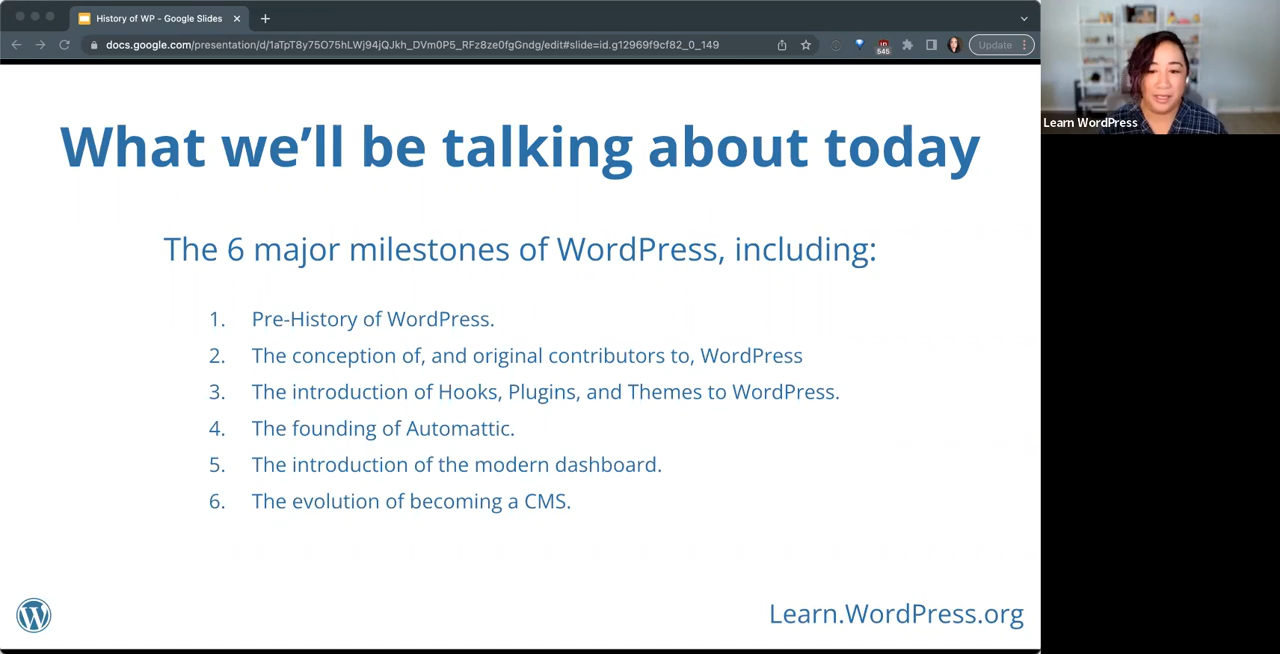 History of WP - Google Slides
docs.google.com/presentation/d/1aTpT8y75O75hLWj94jQJkh_DVm0P5_RFz8ze0fgGndg/edit#slide=id.g12969f9cf82_0_149
545
Update
Learn WordPress
What we’ll be talking about today
The 6 major milestones of WordPress, including:
1. Pre-History of WordPress.
2. The conception of, and original contributors to, WordPress
3. The introduction of Hooks, Plugins, and Themes to WordPress.
4. The founding of Automattic.
5. The introduction of the modern dashboard.
6. The evolution of becoming a CMS.
Learn.WordPress.org